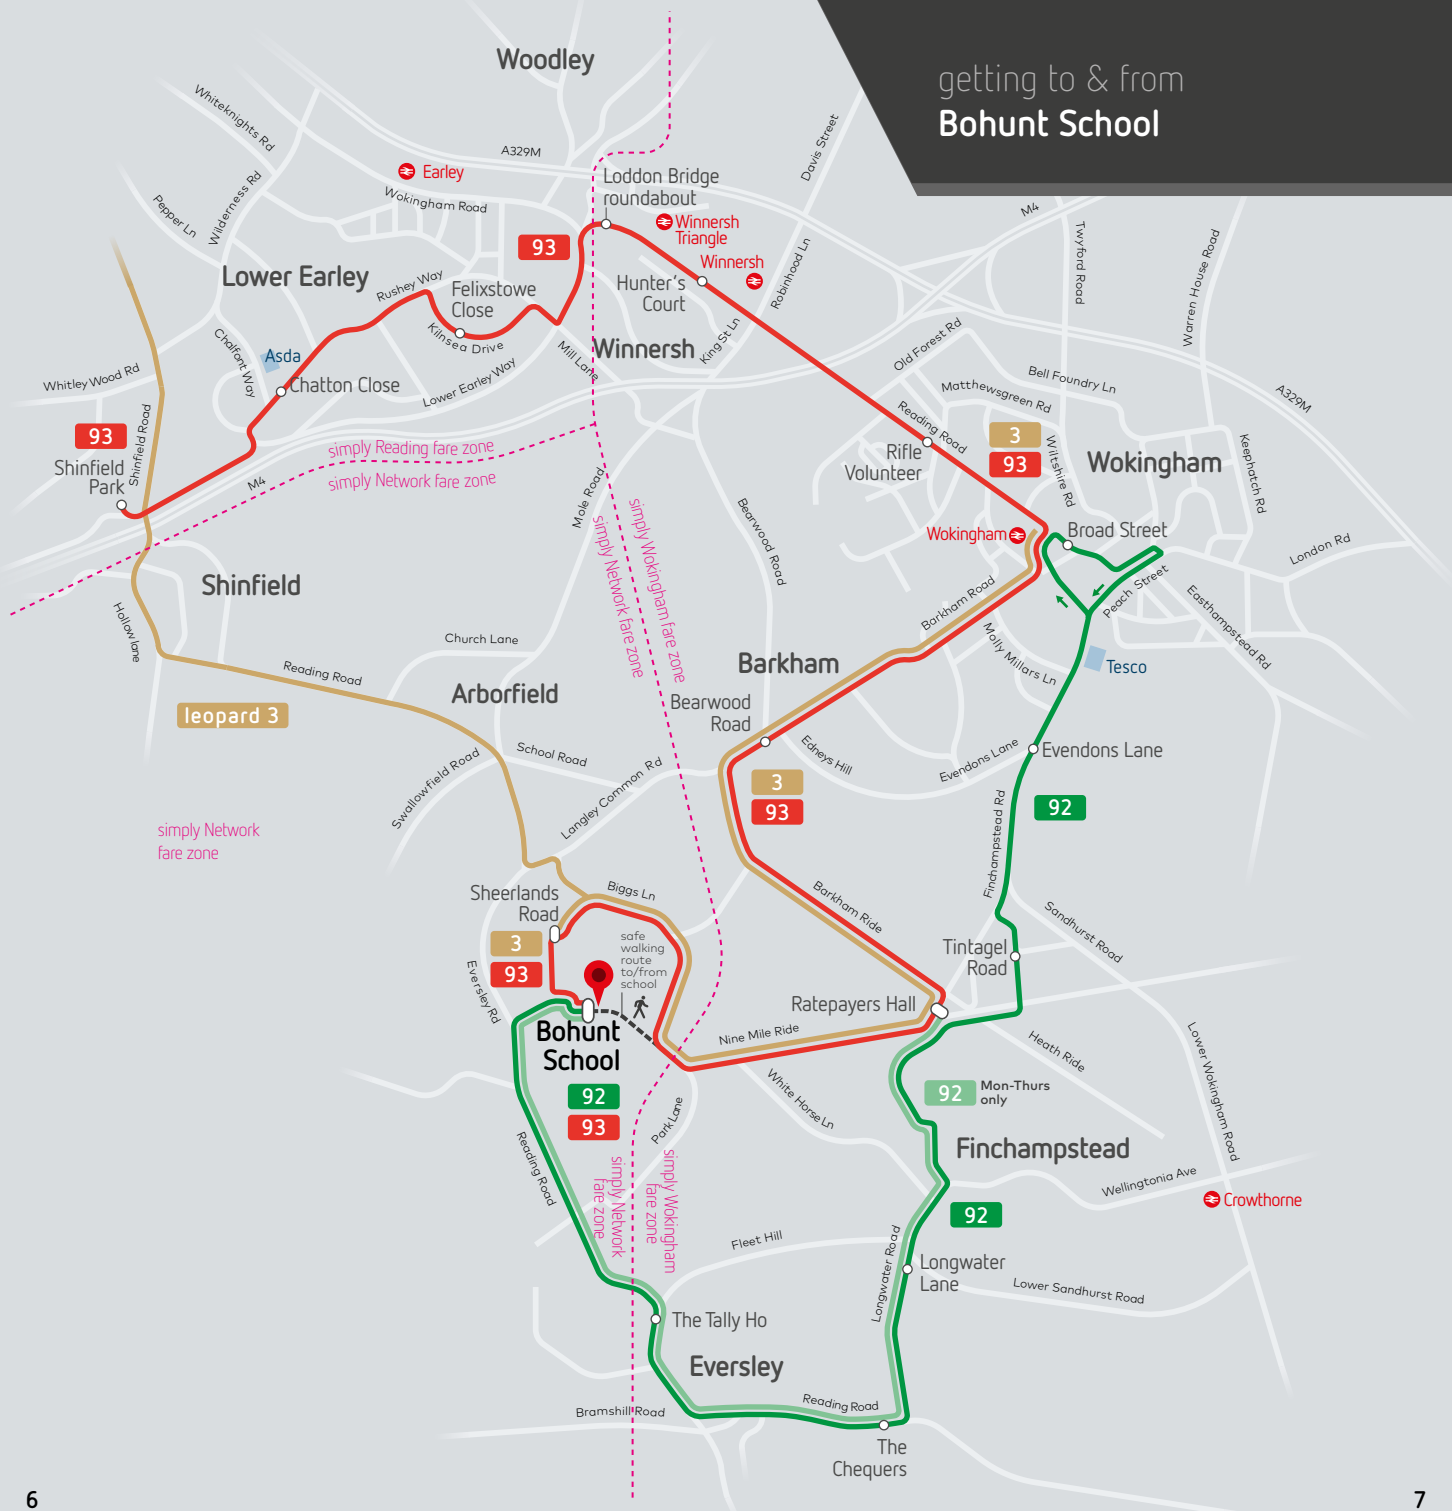 getting to & from
Bohunt School
Woodley
Whiteknights Rd
A329M
Earley
Davis Street
Loddon Bridge
roundabout
Wokingham Road
Pepper Ln
Wilderness Rd
Winnersh
Triangle
M4
Twyford Road
Warren House Road
93
Winnersh
Lower Earley
Rushey Way
Felixstowe
Close
Hunter's
Court
Robinhood Ln
Kilnsea Drive
Chalfont Way
Asda
Mill Lane
Winnersh
King St Ln
Old Forest Rd
Whitley Wood Rd
Chatton Close
Lower Earley Way
Bell Foundry Ln
Matthewsgreen Rd
A329M
Reading Road
93
Shinfield Road
Shinfield
Park
M4
simply Reading fare zone
simply Network fare zone
Rifle
Volunteer
3
93
Wiltshire Rd
Wokingham
Keephatch Rd
Mole Road
simply Wokingham fare zone
simply Network fare zone
Bearwood Road
Wokingham
Broad Street
London Rd
Shinfield
Hollow lane
Barkham Road
Peach Street
Easthampstead Rd
Church Lane
Molly Millars Ln
Reading Road
Barkham
Tesco
Arborfield
Bearwood
Road
leopard 3
School Road
Edneys Hill
Evendons Lane
Evendons Lane
Swallowfield Road
Langley Common Rd
3
93
92
Finchampstead Rd
simply Network
fare zone
Sheerlands
Road
Biggs Ln
Barkham Ride
Sandhurst Road
3
93
safe
walking
route
to/from
school
Tintagel
Road
Eversley Rd
Ratepayers Hall
Bohunt
School
Nine Mile Ride
Heath Ride
Lower Wokingham Road
92
93
White Horse Ln
92
Mon-Thurs
only
Park Lane
Reading Road
Finchampstead
simply Network
fare zone
simply Wokingham
fare zone
Wellingtonia Ave
Crowthorne
92
Fleet Hill
Longwater Road
Longwater
Lane
Lower Sandhurst Road
The Tally Ho
Eversley
Reading Road
Bramshill Road
The
Chequers
6
7